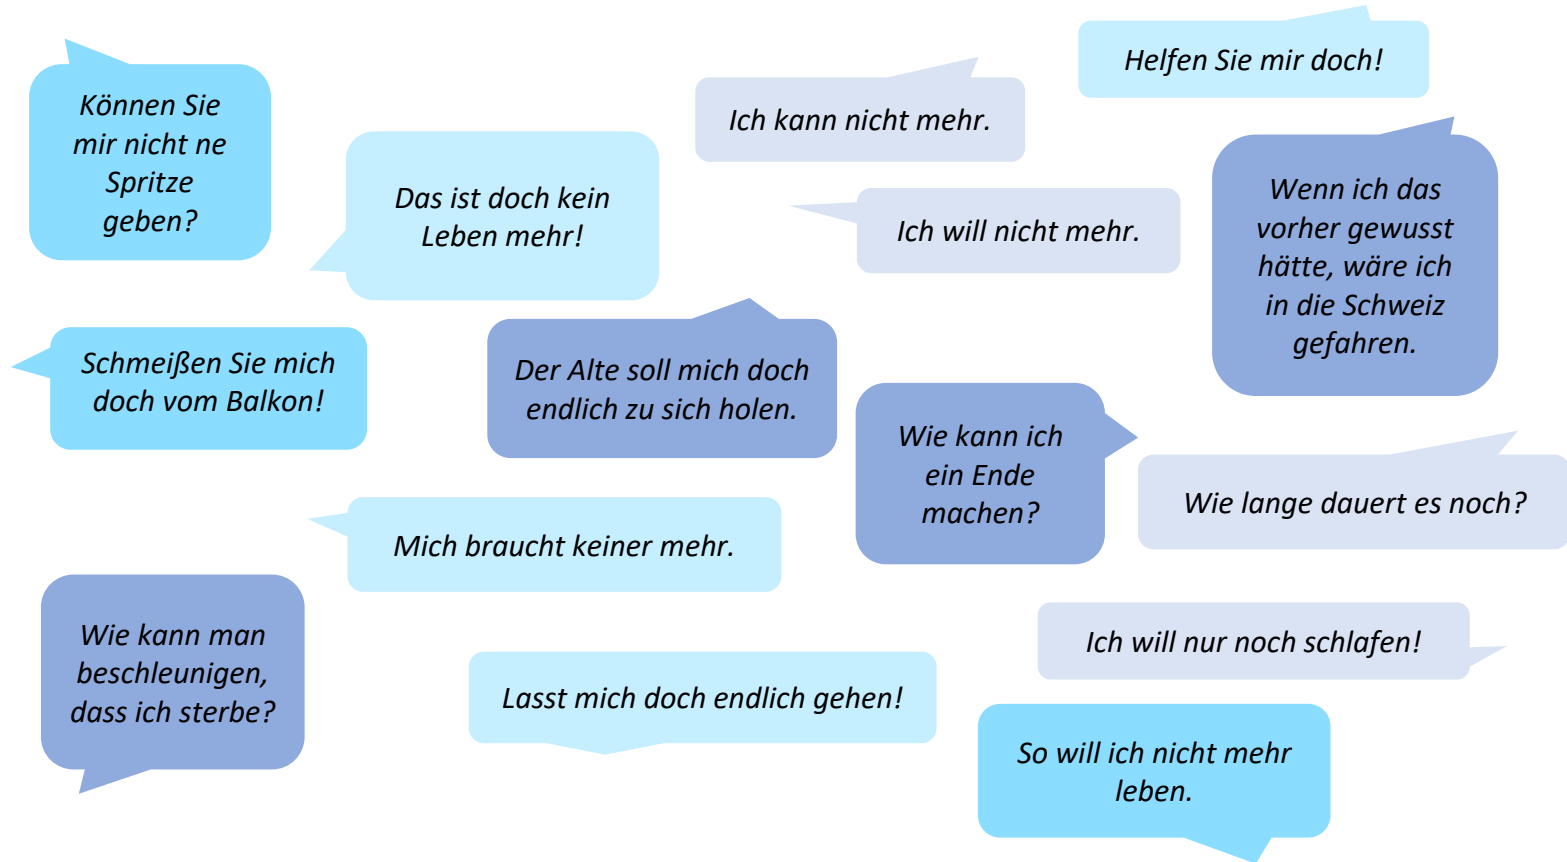 Helfen Sie mir doch!
Können Sie
mir nicht ne
Spritze
geben?
Ich kann nicht mehr.
Das ist doch kein
Leben mehr!
Ich will nicht mehr.
Wenn ich das
vorher gewusst
hätte, wäre ich
in die Schweiz
gefahren.
Schmeißen Sie mich
doch vom Balkon!
Der Alte soll mich doch
endlich zu sich holen.
Wie kann ich
ein Ende
machen?
Wie lange dauert es noch?
Mich braucht keiner mehr.
Wie kann man
beschleunigen,
dass ich sterbe?
Ich will nur noch schlafen!
Lasst mich doch endlich gehen!
So will ich nicht mehr
leben.